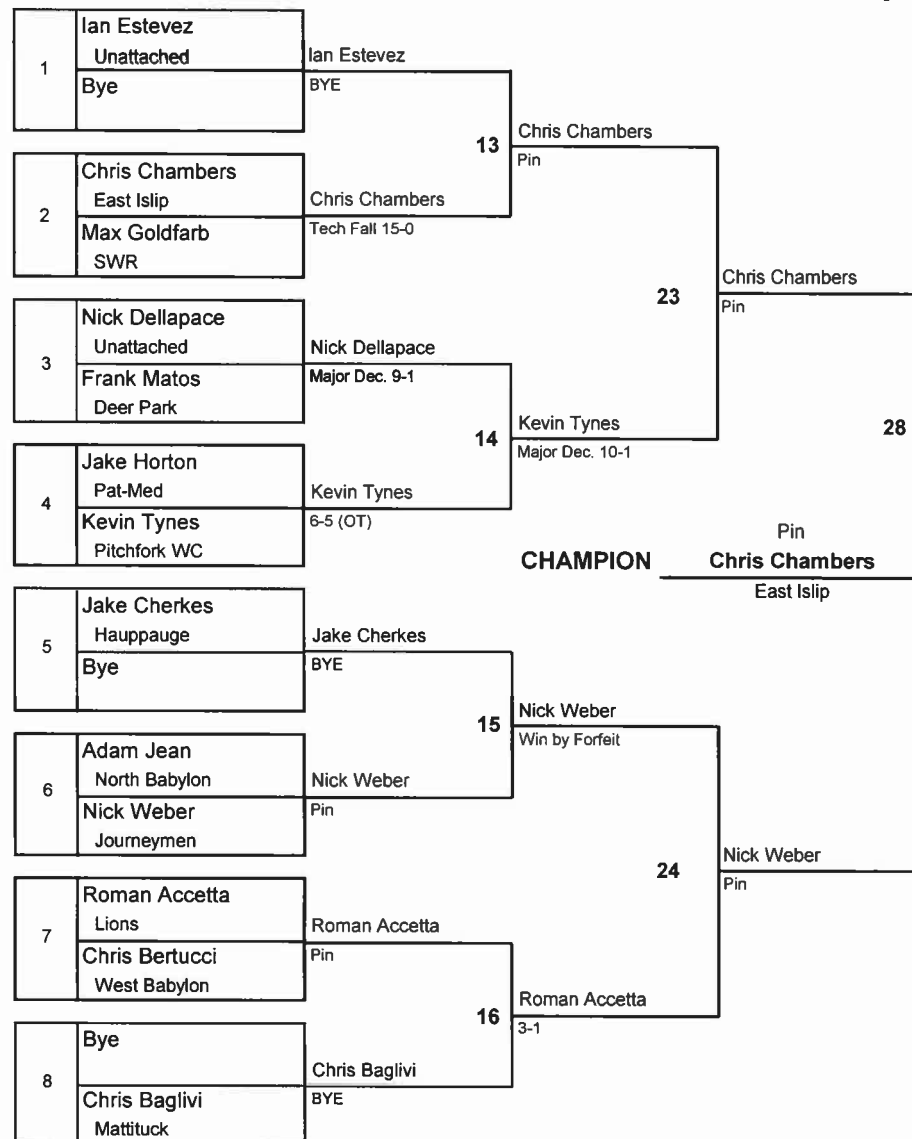 Ian Estevez
Unattached
1
Bye
Ian Estevez
BYE
13
Chris Chambers
Pin
Chris Chambers
East Islip
2
Max Goldfarb
SWR
Chris Chambers
Tech Fall 15-0
23
Chris Chambers
Pin
Nick Dellapace
Unattached
3
Frank Matos
Deer Park
Nick Dellapace
Major Dec. 9-1
14
Kevin Tynes
Major Dec. 10-1
28
Jake Horton
Pat-Med
4
Kevin Tynes
Pitchfork WC
Kevin Tynes
6-5 (OT)
Pin
CHAMPION Chris Chambers
East Islip
Jake Cherkes
Hauppauge
5
Bye
Jake Cherkes
BYE
15
Nick Weber
Win by Forfeit
Adam Jean
North Babylon
6
Nick Weber
Journeymen
Nick Weber
Pin
24
Nick Weber
Pin
Roman Accetta
Lions
7
Chris Bertucci
West Babylon
Roman Accetta
Pin
16
Roman Accetta
3-1
Bye
8
Chris Baglivi
Mattituck
Chris Baglivi
BYE